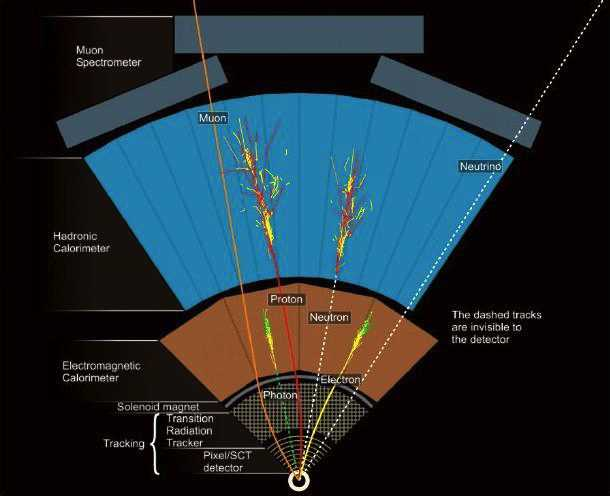 Muon
Spectrometer
Muon
Neutrino
Hadronic
Calorimeter
Proton
Neutron
The dashed tracks
are invisible to
the detector
Electromagnetic
Calorimeter
Electron
Photon
Solenoid magnet
Transition
Radiation
Tracker
Tracking
Pixel/SCT
detector